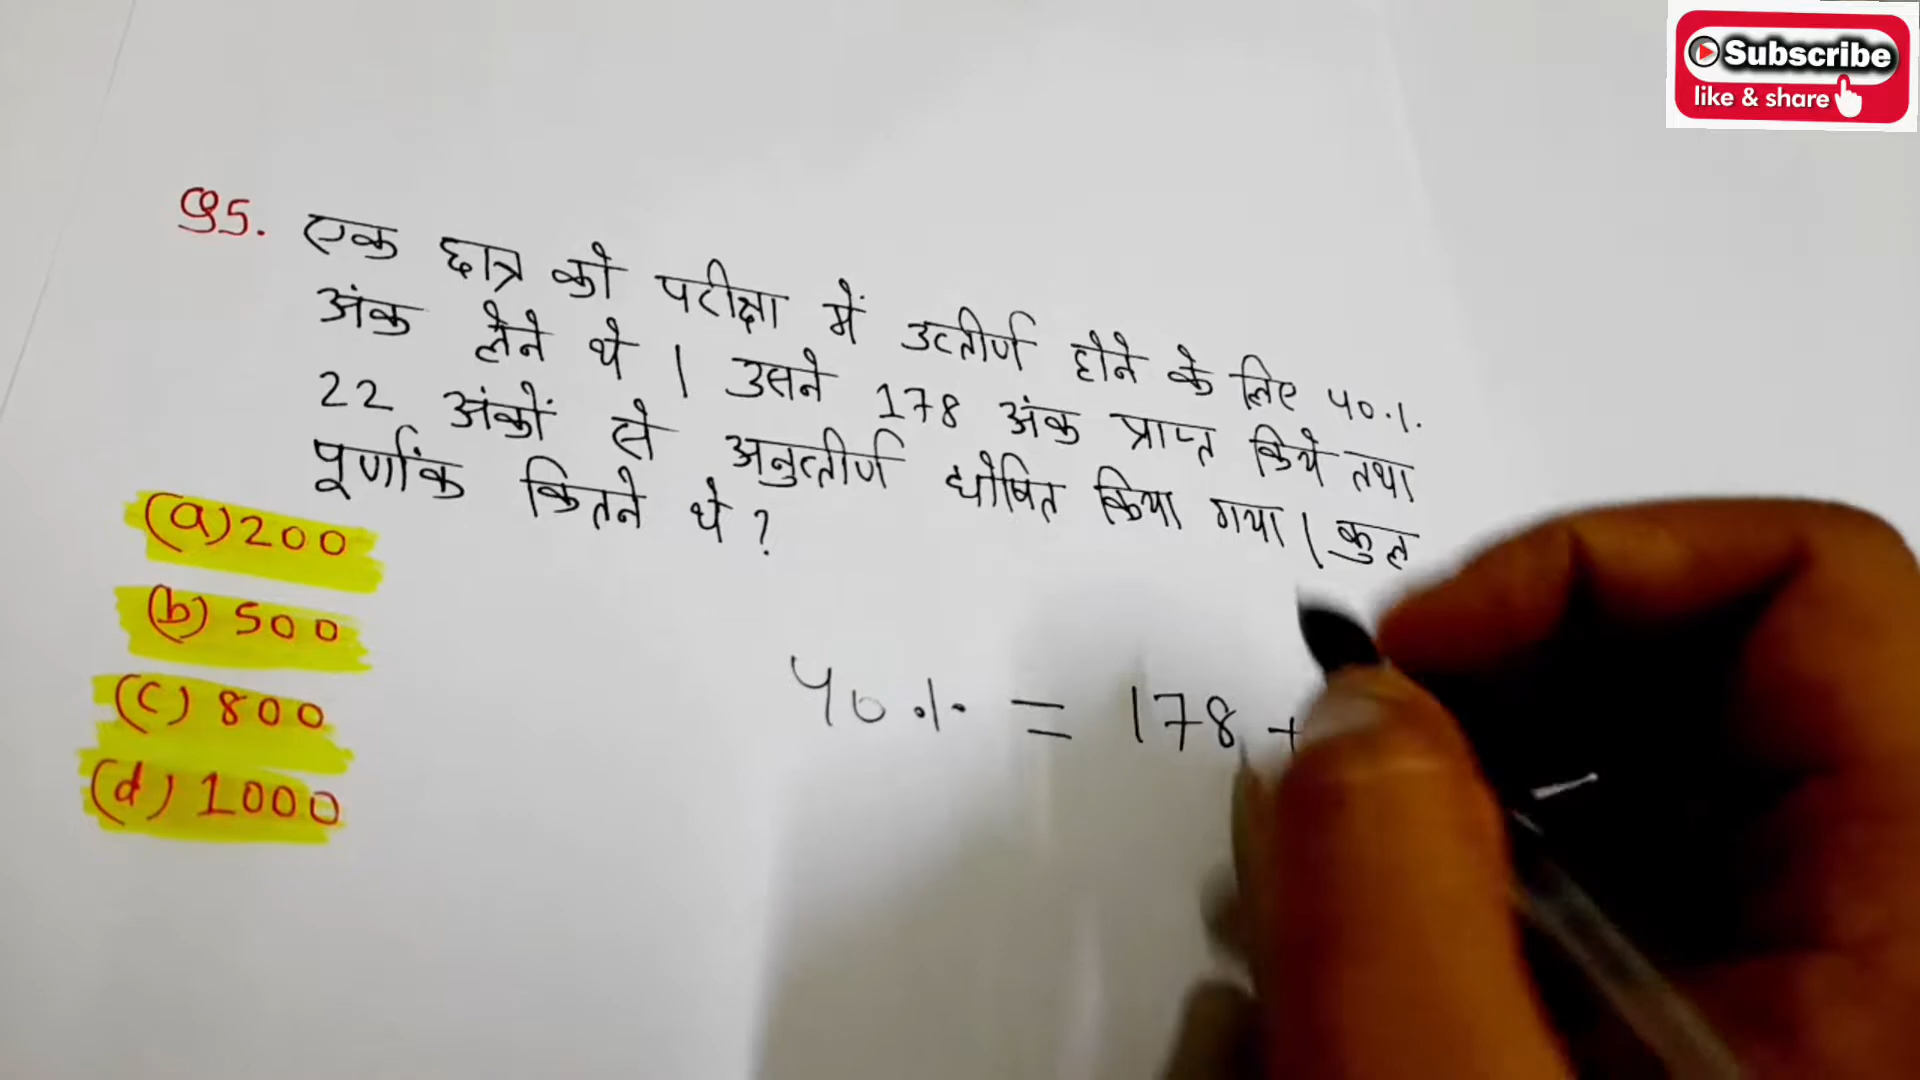 Subscribe
like & share
Q5. एक छात्र को परीक्षा में उत्तीर्ण होने के लिए 40%
अंक लेने थे | उसने 178 अंक प्राप्त किये तथा
22 अंकों से अनुत्तीर्ण घोषित किया गया | कुल
पूर्णांक कितने थे ?
(a) 200
(b) 500
(c) 800
(d) 1000
40% = 178 +